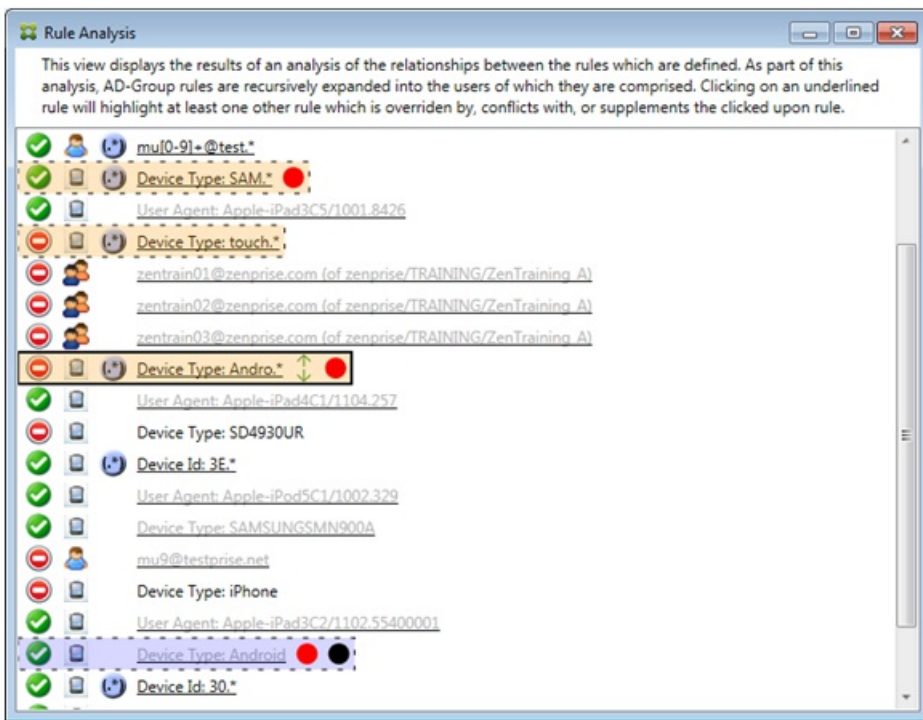 Rule Analysis
This view displays the results of an analysis of the relationships between the rules which are defined. As part of this
analysis, AD-Group rules are recursively expanded into the users of which they are comprised. Clicking on an underlined
rule will highlight at least one other rule which is overriden by, conflicts with, or supplements the clicked upon rule.
(.*) mu[0-9]+@test.*
(.*) Device Type: SAM.*
User Agent: Apple-iPad3C5/1001.8426
(.*) Device Type: touch.*
zentrain01@zenprise.com (of zenprise/TRAINING/ZenTraining A)
zentrain02@zenprise.com (of zenprise/TRAINING/ZenTraining A)
zentrain03@zenprise.com (of zenprise/TRAINING/ZenTraining A)
(.*) Device Type: Andro.*
User Agent: Apple-iPad4C1/1104.257
Device Type: SD4930UR
(.*) Device Id: 3E.*
User Agent: Apple-iPod5C1/1002.329
Device Type: SAMSUNGSMN900A
mu9@testprise.net
Device Type: iPhone
User Agent: Apple-iPad3C2/1102.55400001
Device Type: Android
(.*) Device Id: 30.*